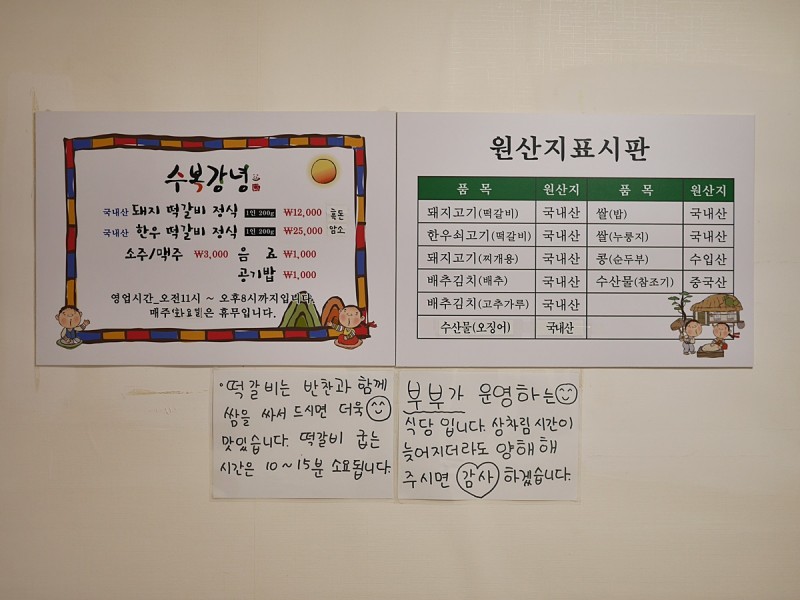 수복강녕
국내산 돼지 떡갈비 정식 1인 200g ₩12,000 흑돈
국내산 한우 떡갈비 정식 1인 200g ₩25,000 암소
소주/맥주 ₩3,000 음 료 ₩1,000
공기밥 ₩1,000
영업시간_오전11시 ~ 오후8시까지입니다.
매주 화요일은 휴무입니다.
원산지표시판
품 목 원산지 품 목 원산지
돼지고기(떡갈비) 국내산 쌀(밥) 국내산
한우쇠고기(떡갈비) 국내산 쌀(누룽지) 국내산
돼지고기(찌개용) 국내산 콩(순두부) 수입산
배추김치(배추) 국내산 수산물(참조기) 중국산
배추김치(고추가루) 국내산
수산물(오징어) 국내산
·떡갈비는 반찬과 함께
쌈을 싸서 드시면 더욱
맛있습니다. 떡갈비 굽는
시간은 10~15분 소요됩니다.
부부가 운영하는
식당입니다. 상차림 시간이
늦어지더라도 양해해
주시면 감사 하겠습니다.